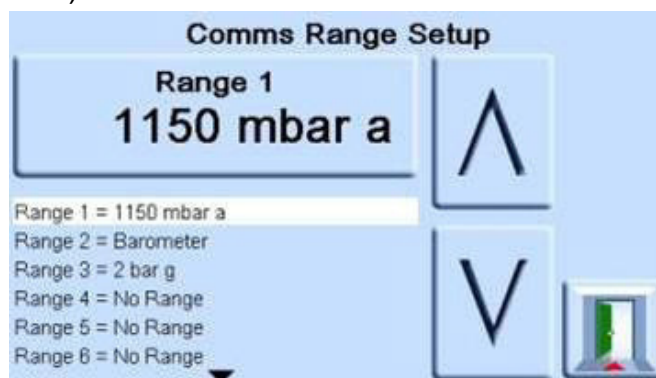 Comms Range Setup
Range 1
1150 mbar a
Range 1 = 1150 mbar a
Range 2 = Barometer
Range 3 = 2 bar g
Range 4 = No Range
Range 5 = No Range
Range 6 = No Range